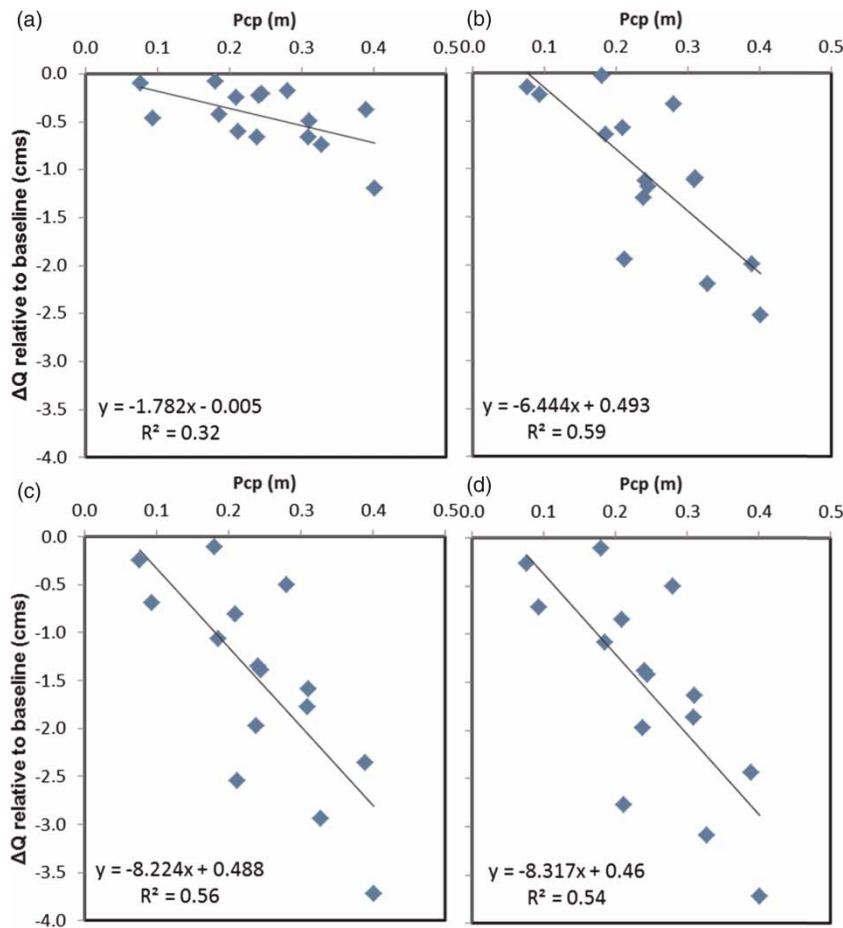 (a) Pcp (m) (b) Pcp (m)
0.0 0.1 0.2 0.3 0.4 0.5 0.0 0.1 0.2 0.3 0.4 0.5
0.0
-0.5
-1.0
-1.5
-2.0
-2.5
-3.0
-3.5
-4.0
ΔQ relative to baseline (cms)
y = -1.782x - 0.005
R² = 0.32
y = -6.444x + 0.493
R² = 0.59
(c) Pcp (m) (d) Pcp (m)
0.0 0.1 0.2 0.3 0.4 0.5 0.0 0.1 0.2 0.3 0.4 0.5
0.0
-0.5
-1.0
-1.5
-2.0
-2.5
-3.0
-3.5
-4.0
ΔQ relative to baseline (cms)
y = -8.224x + 0.488
R² = 0.56
y = -8.317x + 0.46
R² = 0.54